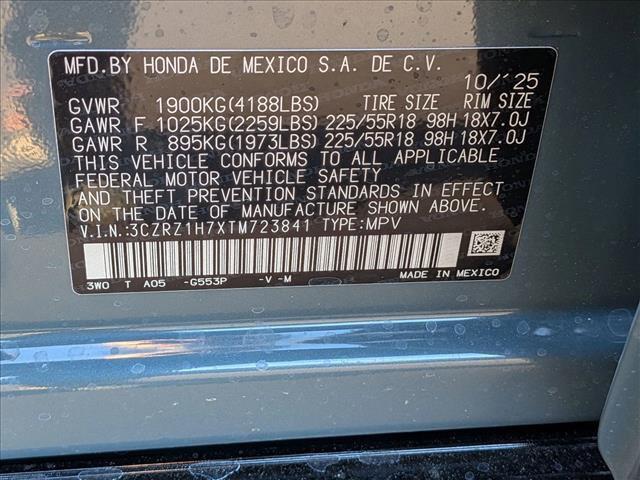 MFD.BY HONDA DE MEXICO S.A. DE C.V.
10/'25
GVWR 1900KG(4188LBS) TIRE SIZE RIM SIZE
GAWR F 1025KG(2259LBS) 225/55R18 98H 18X7.0J
GAWR R 895KG(1973LBS) 225/55R18 98H 18X7.0J
THIS VEHICLE CONFORMS TO ALL APPLICABLE
FEDERAL MOTOR VEHICLE SAFETY
AND THEFT PREVENTION STANDARDS IN EFFECT
ON THE DATE OF MANUFACTURE SHOWN ABOVE.
V.I.N.:3CZRZ1H7XTM723841 TYPE:MPV
3W0 T A05 -G553P -V-M MADE IN MEXICO